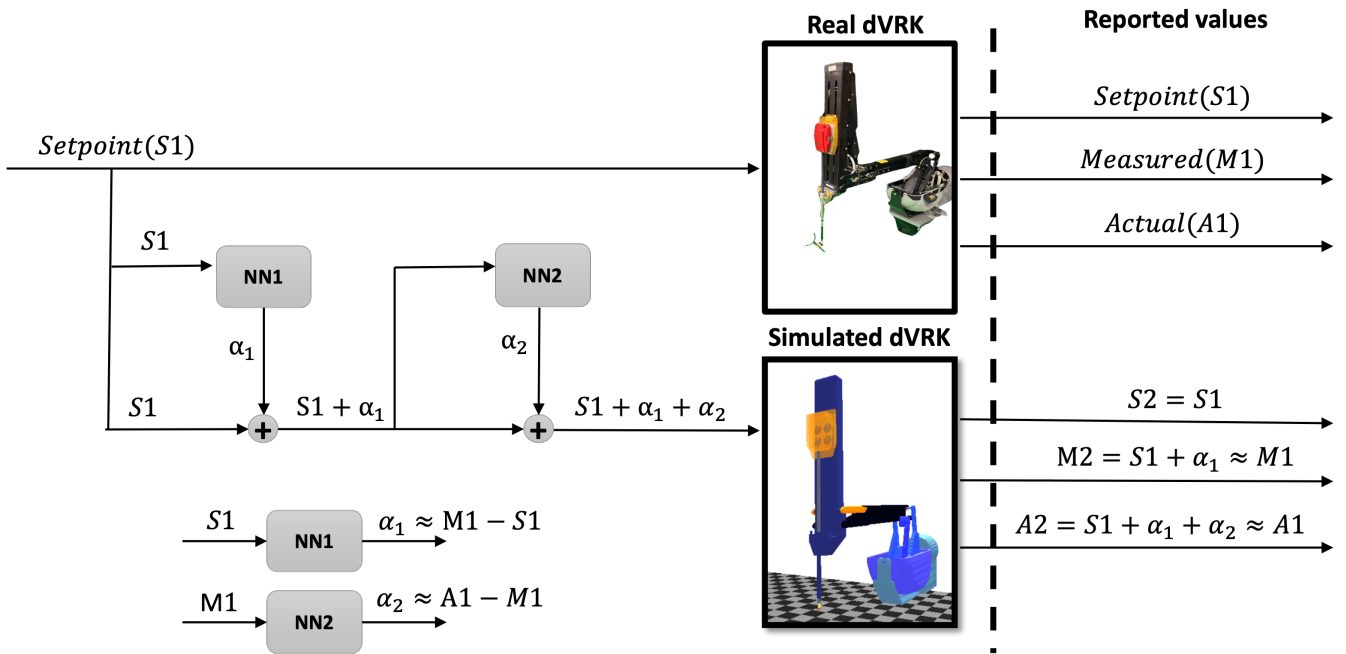 Real dVRK
Reported values
Setpoint(S1)
Setpoint(S1)
Measured(M1)
Actual(A1)
S1
NN1
NN2
α₁
α₂
Simulated dVRK
S1
+
S1 + α₁
+
S1 + α₁ + α₂
S2 = S1
M2 = S1 + α₁ ≈ M1
A2 = S1 + α₁ + α₂ ≈ A1
S1
NN1
α₁ ≈ M1 − S1
M1
NN2
α₂ ≈ A1 − M1